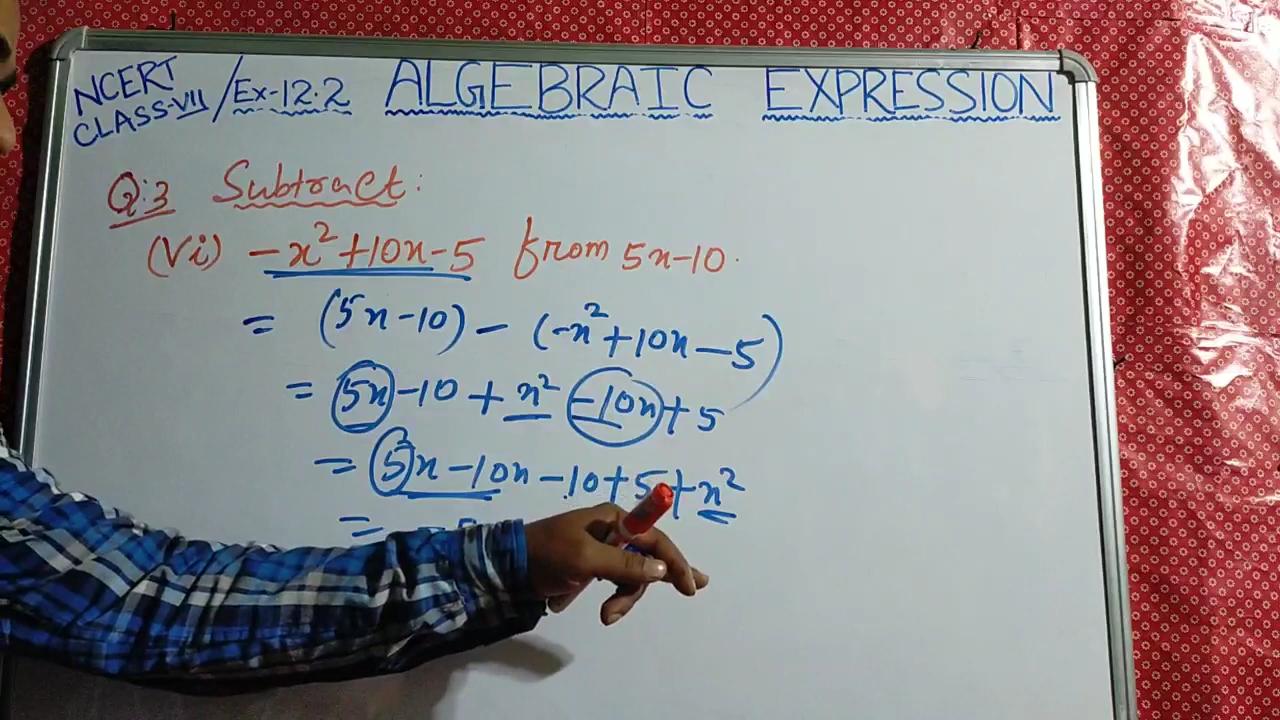 NCERT CLASS-VII / Ex-12.2 ALGEBRAIC EXPRESSION
Q:3 Subtract:
(Vi) -x²+10x-5 from 5x-10.
= (5x-10) - (-x²+10x-5)
= 5x-10 + x² -10x + 5
= 5x-10x-10+5+x²
= -5